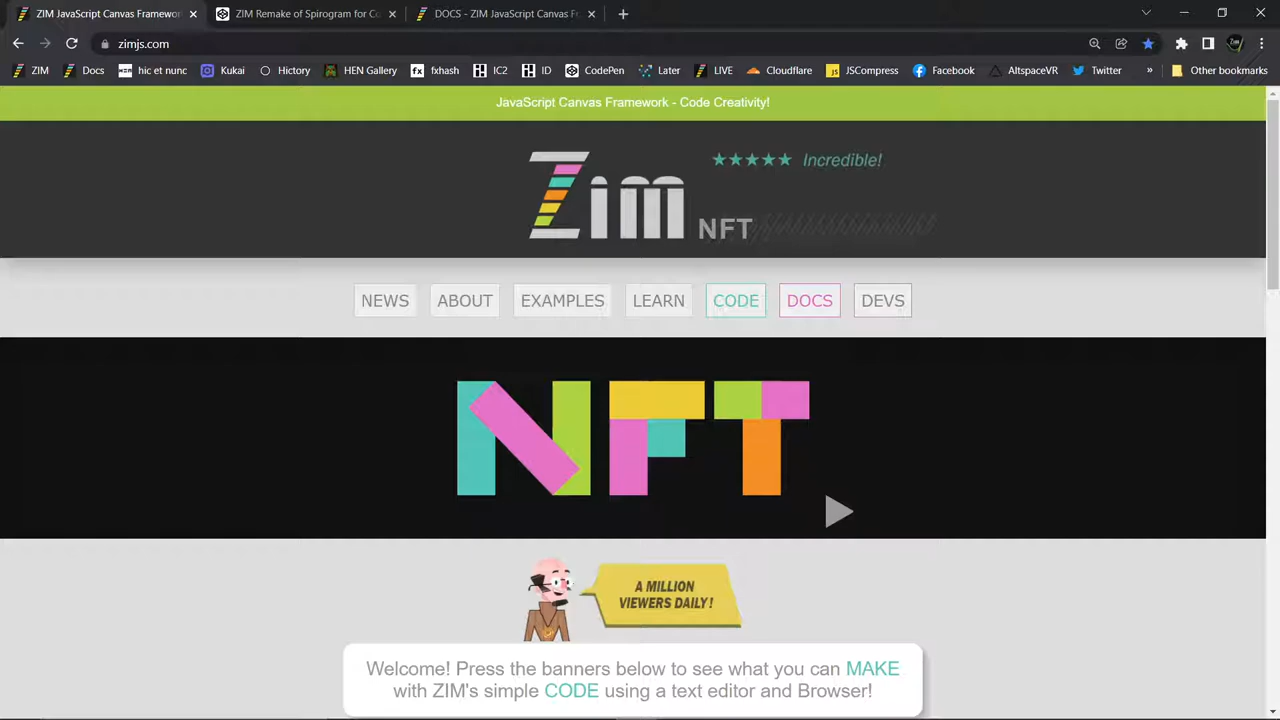 ZIM JavaScript Canvas Framewor
ZIM Remake of Spirogram for Co
DOCS - ZIM JavaScript Canvas F
zimjs.com
ZIM
Docs
hic et nunc
Kukai
Hictory
HEN Gallery
fxhash
IC2
ID
CodePen
Later
LIVE
Cloudflare
JSCompress
Facebook
AltspaceVR
Twitter
»
Other bookmarks
JavaScript Canvas Framework - Code Creativity!
★★★★★ Incredible!
Zim
NFT
NEWS
ABOUT
EXAMPLES
LEARN
CODE
DOCS
DEVS
NFT
A MILLION
VIEWERS DAILY!
Welcome! Press the banners below to see what you can MAKE
with ZIM's simple CODE using a text editor and Browser!